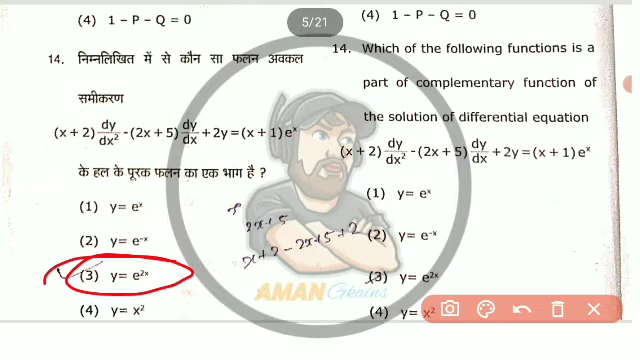 (4) 1 − P − Q = 0
5/21
(4) 1 − P − Q = 0
14. निम्नलिखित में से कौन सा फलन अवकल
समीकरण
(x + 2) dy/dx² - (2x + 5) dy/dx + 2y = (x + 1) eˣ
के हल के पूरक फलन का एक भाग है ?
(1) y= eˣ
(2) y= e⁻ˣ
(3) y= e²ˣ
(4) y= x²
14. Which of the following functions is a
part of complementary function of
the solution of differential equation
(x + 2) dy/dx² - (2x + 5) dy/dx + 2y = (x + 1) eˣ
(1) y= eˣ
(2) y= e⁻ˣ
(3) y= e²ˣ
(4) y= x²
2x+5
x+2 − 2x+5 +2
AMAN Gkains